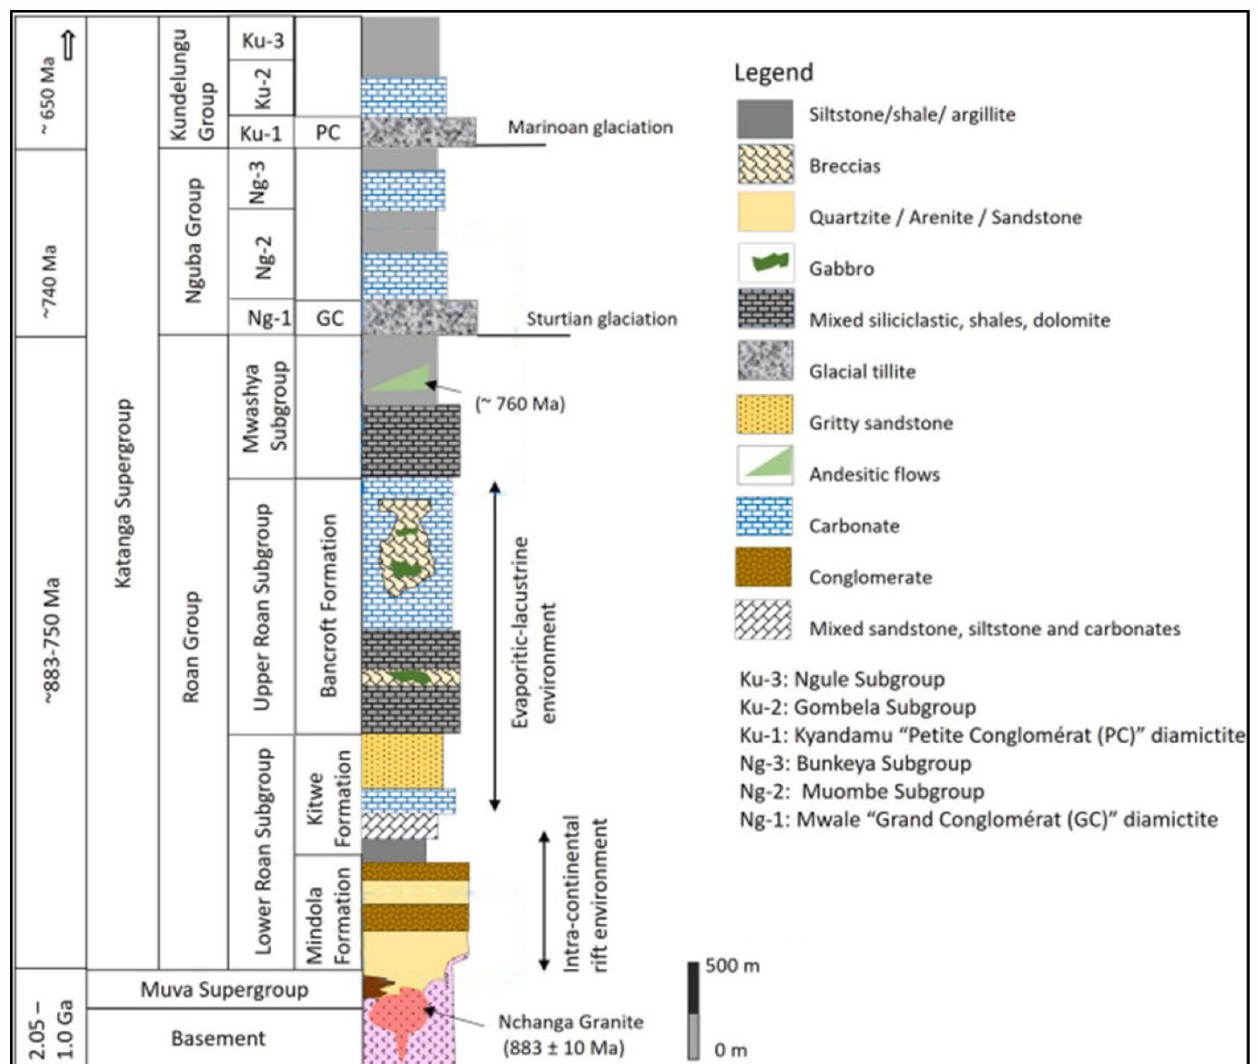 ~ 650 Ma
Kundelungu
Group
Ku-3
Ku-2
Ku-1
PC
Marinoan glaciation
~740 Ma
Nguba Group
Ng-3
Ng-2
Ng-1
GC
Sturtian glaciation
~883-750 Ma
Katanga Supergroup
Roan Group
Mwashya
Subgroup
(~ 760 Ma)
Upper Roan Subgroup
Bancroft Formation
Evaporitic-lacustrine
environment
Lower Roan Subgroup
Kitwe
Formation
Mindola
Formation
Intra-continental
rift environment
2.05 –
1.0 Ga
Muva Supergroup
Basement
Nchanga Granite
(883 ± 10 Ma)
500 m
0 m
Legend
Siltstone/shale/ argillite
Breccias
Quartzite / Arenite / Sandstone
Gabbro
Mixed siliciclastic, shales, dolomite
Glacial tillite
Gritty sandstone
Andesitic flows
Carbonate
Conglomerate
Mixed sandstone, siltstone and carbonates
Ku-3: Ngule Subgroup
Ku-2: Gombela Subgroup
Ku-1: Kyandamu “Petite Conglomérat (PC)” diamictite
Ng-3: Bunkeya Subgroup
Ng-2: Muombe Subgroup
Ng-1: Mwale “Grand Conglomérat (GC)” diamictite